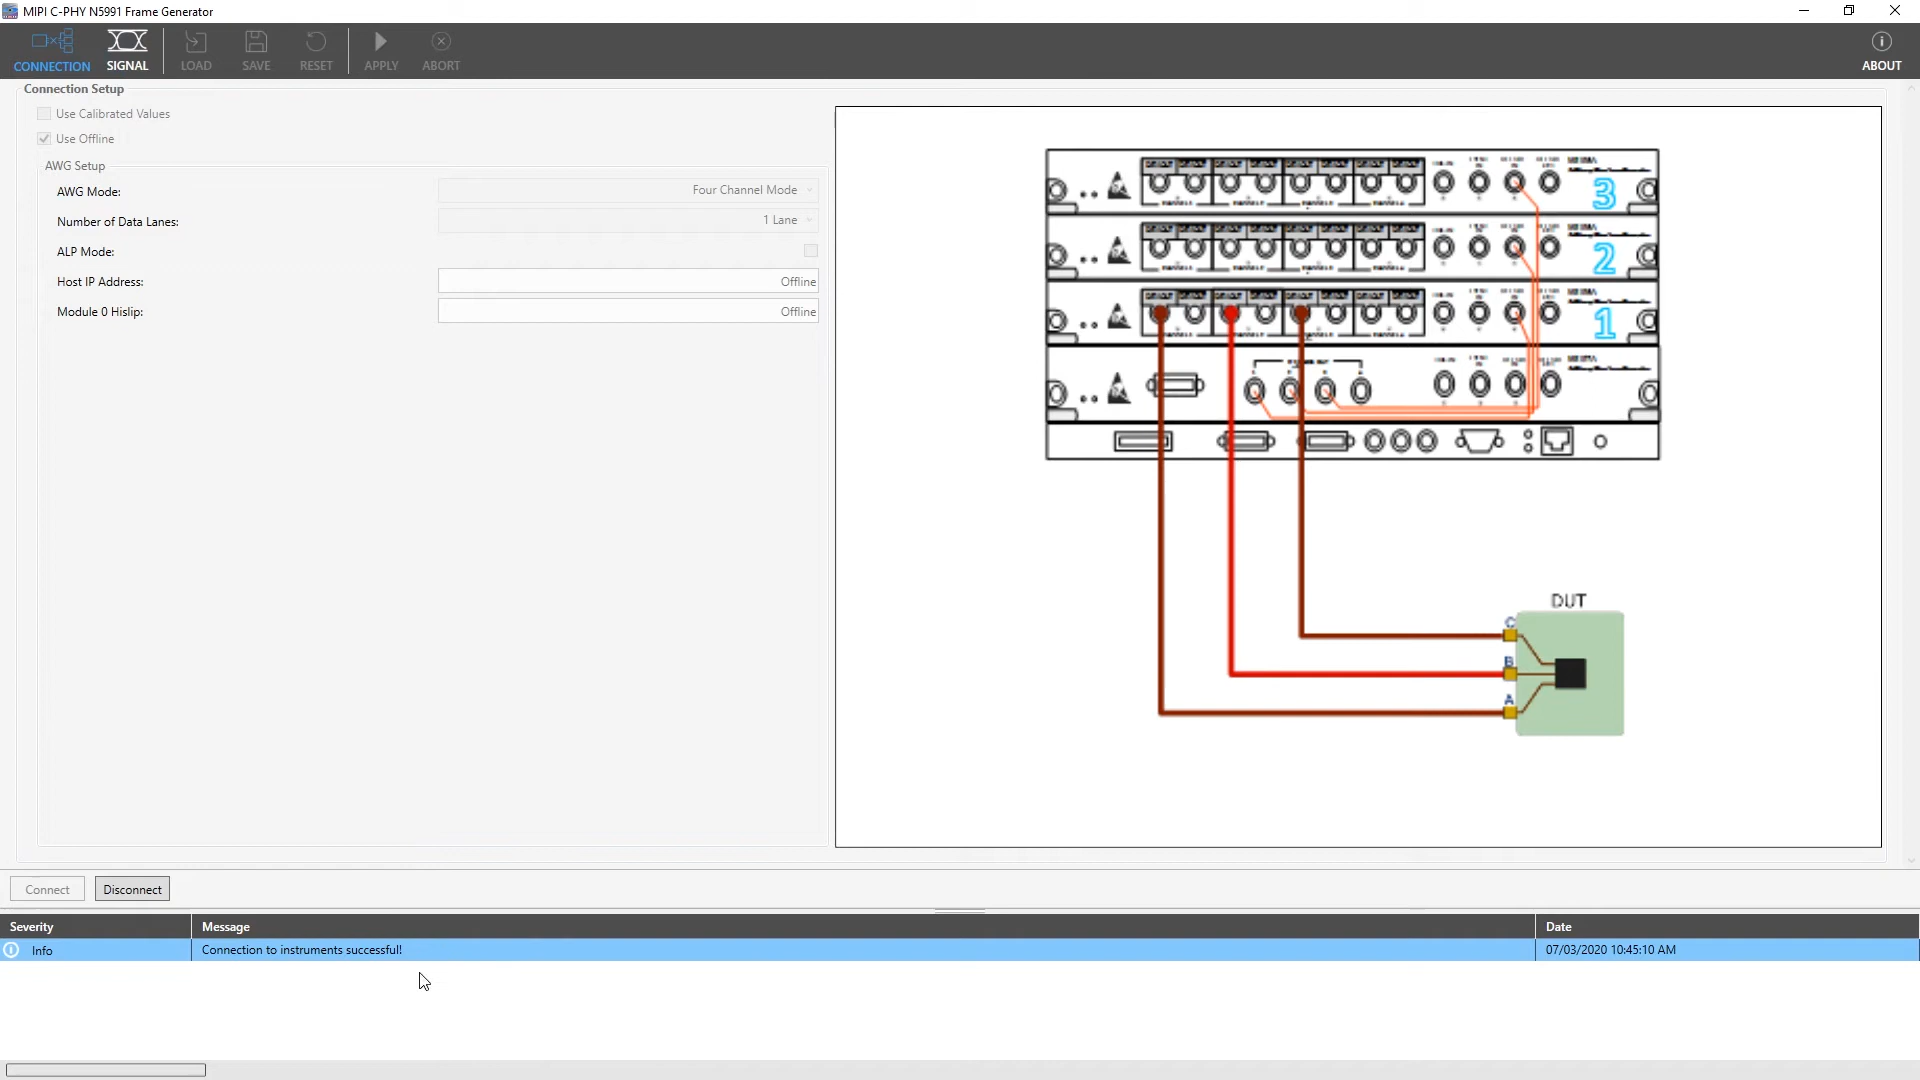 MIPI C-PHY N5991 Frame Generator
CONNECTION
SIGNAL
LOAD
SAVE
RESET
APPLY
ABORT
ABOUT
Connection Setup
Use Calibrated Values
Use Offline
AWG Setup
AWG Mode: Four Channel Mode
Number of Data Lanes: 1 Lane
ALP Mode:
Host IP Address: Offline
Module 0 Hislip: Offline
3
2
1
DUT
C
B
A
Connect
Disconnect
Severity Message Date
Info Connection to instruments successful! 07/03/2020 10:45:10 AM